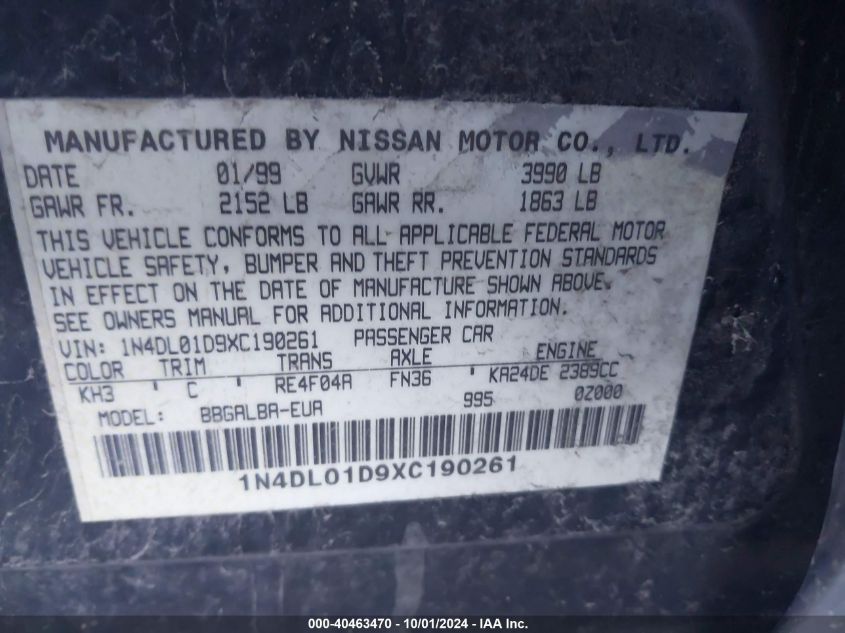 MANUFACTURED BY NISSAN MOTOR CO., LTD.
DATE 01/99 GVWR 3990 LB
GAWR FR. 2152 LB GAWR RR. 1863 LB
THIS VEHICLE CONFORMS TO ALL APPLICABLE FEDERAL MOTOR
VEHICLE SAFETY, BUMPER AND THEFT PREVENTION STANDARDS
IN EFFECT ON THE DATE OF MANUFACTURE SHOWN ABOVE.
SEE OWNERS MANUAL FOR ADDITIONAL INFORMATION.
VIN: 1N4DL01D9XC190261 PASSENGER CAR
COLOR TRIM TRANS AXLE ENGINE
KH3 ' C ' RE4F04A FN36 ' KA24DE 2389CC
MODEL: BBGALBA-EUA 995 0Z000
1N4DL01D9XC190261
000-40463470 - 10/01/2024 - IAA Inc.